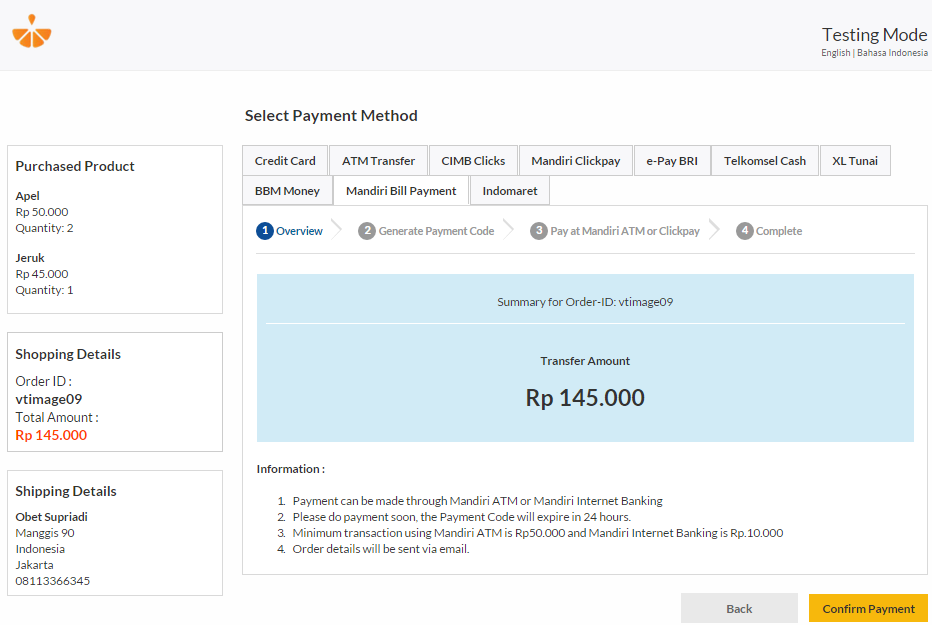 Testing Mode
English | Bahasa Indonesia
Select Payment Method
Purchased Product
Apel
Rp 50.000
Quantity: 2
Jeruk
Rp 45.000
Quantity: 1
Shopping Details
Order ID :
vtimage09
Total Amount :
Rp 145.000
Shipping Details
Obet Supriadi
Manggis 90
Indonesia
Jakarta
08113366345
Credit Card ATM Transfer CIMB Clicks Mandiri Clickpay e-Pay BRI Telkomsel Cash XL Tunai
BBM Money Mandiri Bill Payment Indomaret
1 Overview 2 Generate Payment Code 3 Pay at Mandiri ATM or Clickpay 4 Complete
Summary for Order-ID: vtimage09
Transfer Amount
Rp 145.000
Information :
1. Payment can be made through Mandiri ATM or Mandiri Internet Banking
2. Please do payment soon, the Payment Code will expire in 24 hours.
3. Minimum transaction using Mandiri ATM is Rp50.000 and Mandiri Internet Banking is Rp.10.000
4. Order details will be sent via email.
Back Confirm Payment